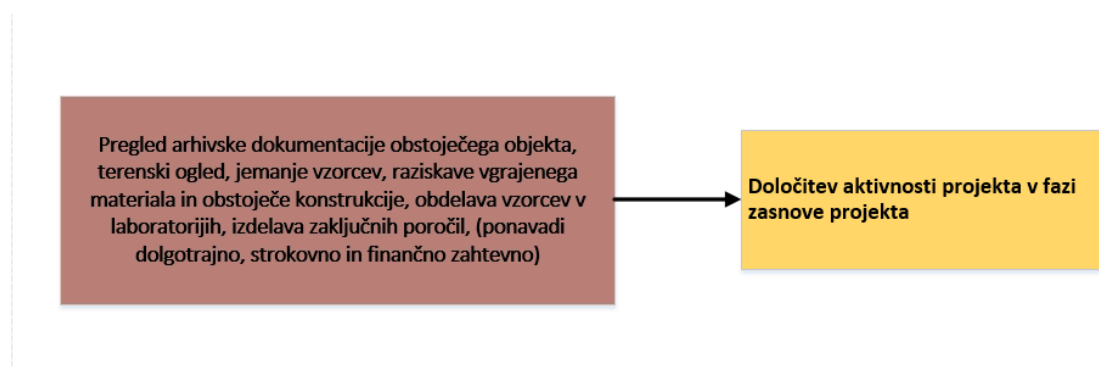 Pregled arhivske dokumentacije obstoječega objekta,
terenski ogled, jemanje vzorcev, raziskave vgrajenega
materiala in obstoječe konstrukcije, obdelava vzorcev v
laboratorijih, izdelava zaključnih poročil, (ponavadi
dolgotrajno, strokovno in finančno zahtevno)
Določitev aktivnosti projekta v fazi
zasnove projekta